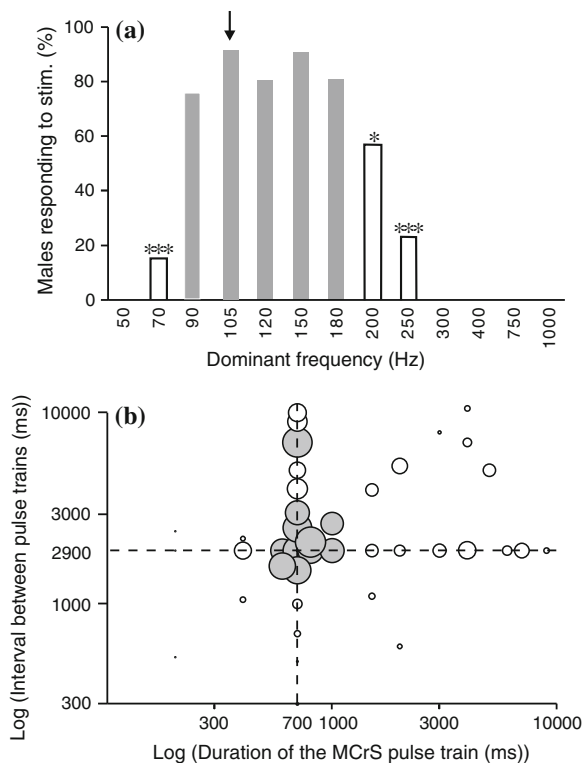 (a)
Males responding to stim. (%)
100
80
60
40
20
0
***
*
***
50 70 90 105 120 150 180 200 250 300 400 750 1000
Dominant frequency (Hz)
(b)
Log (Interval between pulse trains (ms))
10000
3000
2900
1000
300
300 700 1000 3000 10000
Log (Duration of the MCrS pulse train (ms))